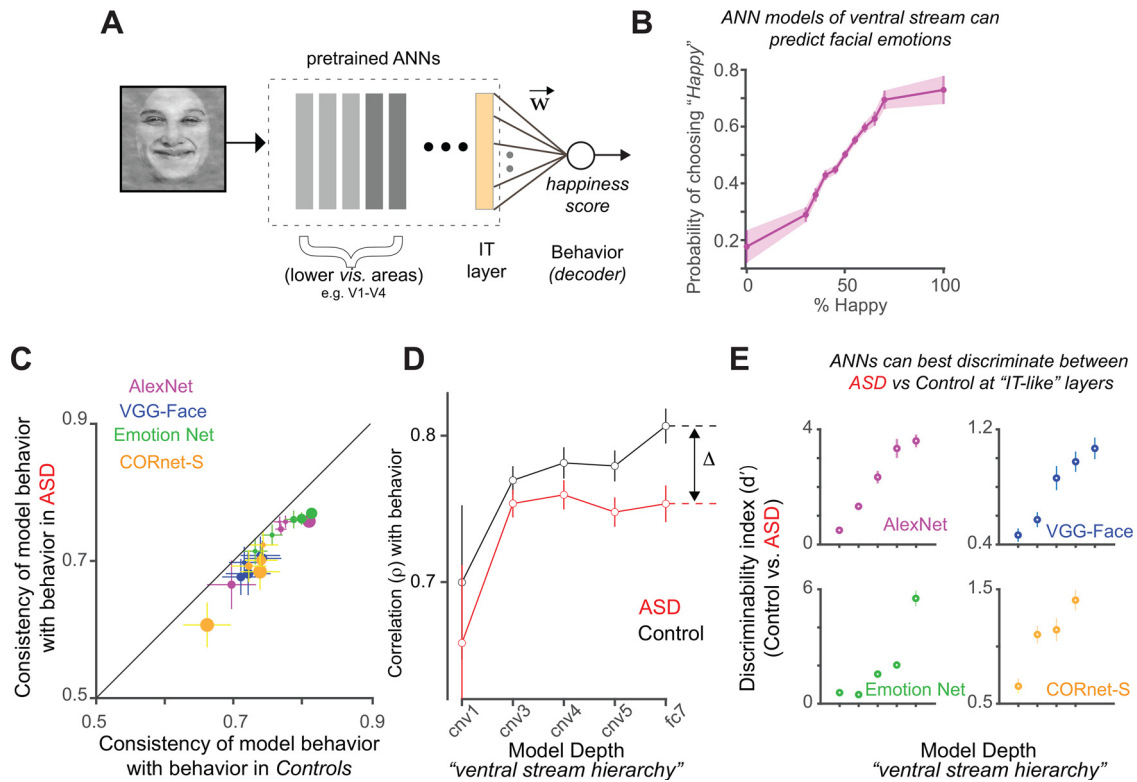 A
pretrained ANNs
w
happiness
score
(lower vis. areas)
e.g. V1-V4
IT
layer
Behavior
(decoder)
B
ANN models of ventral stream can
predict facial emotions
Probability of choosing “Happy”
0.8
0.6
0.4
0.2
0
50
100
% Happy
C
AlexNet
VGG-Face
Emotion Net
CORnet-S
Consistency of model behavior
with behavior in ASD
0.9
0.7
0.5
0.5
0.7
0.9
Consistency of model behavior
with behavior in Controls
D
Correlation (ρ) with behavior
0.8
0.7
Δ
ASD
Control
cnv1
cnv3
cnv4
cnv5
fc7
Model Depth
“ventral stream hierarchy”
E
ANNs can best discriminate between
ASD vs Control at “IT-like” layers
Discriminability index (d')
(Control vs. ASD)
4
0
AlexNet
1.2
0.4
VGG-Face
6
0
Emotion Net
1.5
0.5
CORnet-S
Model Depth
“ventral stream hierarchy”